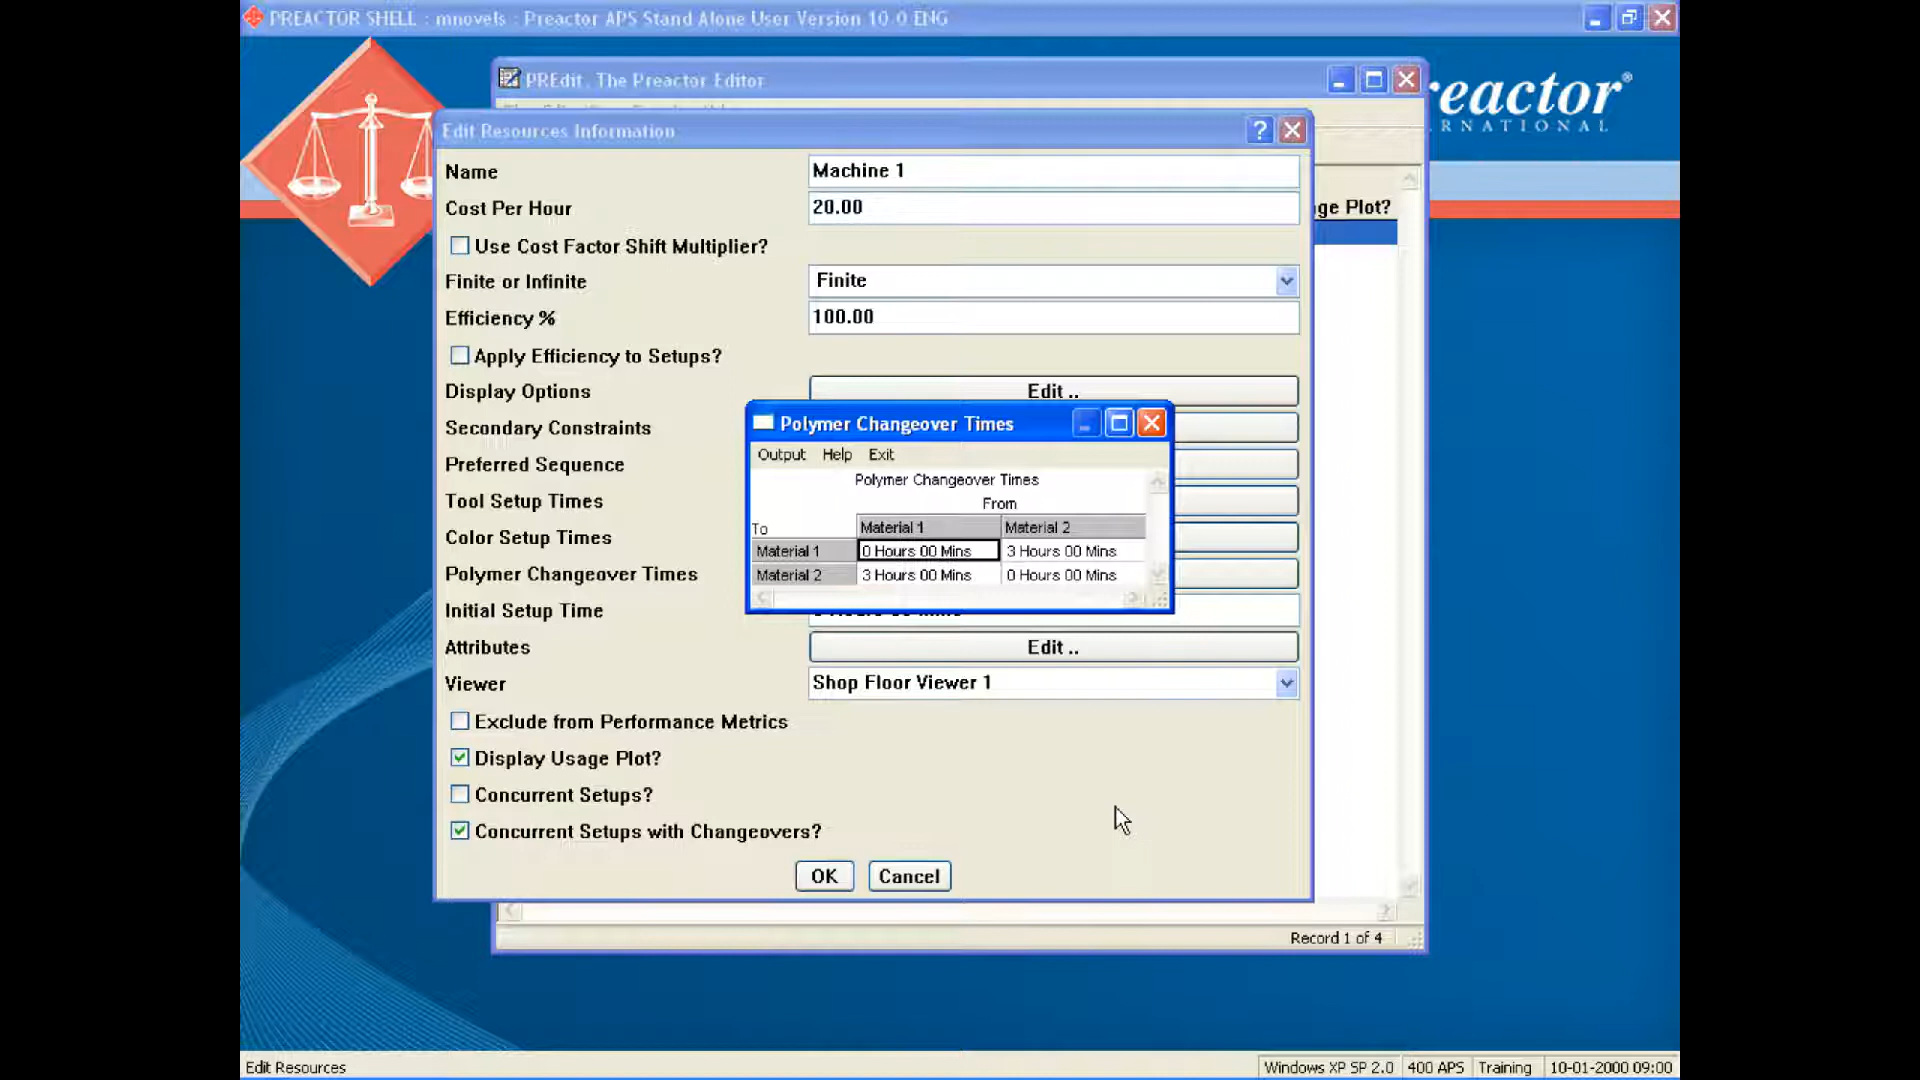 PREACTOR SHELL : mnovels : Preactor APS Stand Alone User Version 10.0 ENG
PREdit, The Preactor Editor
eactor®
RNATIONAL
Edit Resources Information
Name
Machine 1
Cost Per Hour
20.00
ge Plot?
Use Cost Factor Shift Multiplier?
Finite or Infinite
Finite
Efficiency %
100.00
Apply Efficiency to Setups?
Display Options
Edit ..
Secondary Constraints
Preferred Sequence
Tool Setup Times
Color Setup Times
Polymer Changeover Times
Initial Setup Time
Attributes
Edit ..
Viewer
Shop Floor Viewer 1
Exclude from Performance Metrics
Display Usage Plot?
Concurrent Setups?
Concurrent Setups with Changeovers?
OK
Cancel
Polymer Changeover Times
Output Help Exit
Polymer Changeover Times
From
To Material 1 Material 2
Material 1 0 Hours 00 Mins 3 Hours 00 Mins
Material 2 3 Hours 00 Mins 0 Hours 00 Mins
Record 1 of 4
Edit Resources
Windows XP SP 2.0 400 APS Training 10-01-2000 09:00